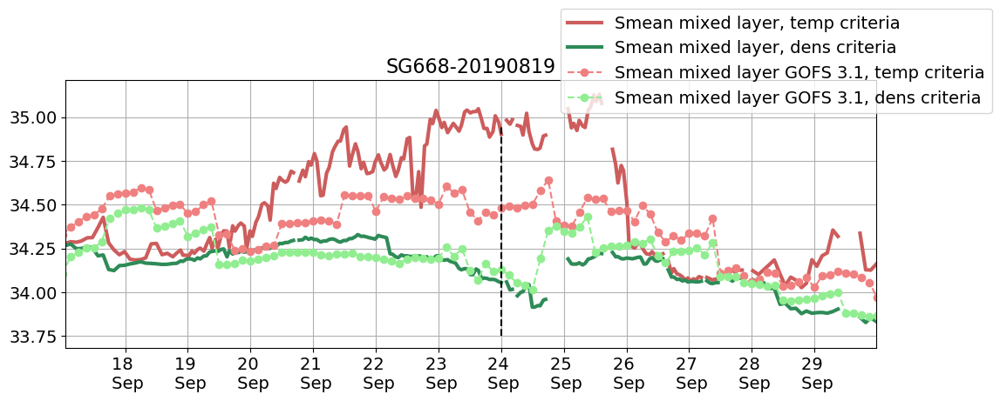 Smean mixed layer, temp criteria
Smean mixed layer, dens criteria
Smean mixed layer GOFS 3.1, temp criteria
Smean mixed layer GOFS 3.1, dens criteria
SG668-20190819
35.00
34.75
34.50
34.25
34.00
33.75
18 19 20 21 22 23 24 25 26 27 28 29
Sep Sep Sep Sep Sep Sep Sep Sep Sep Sep Sep Sep